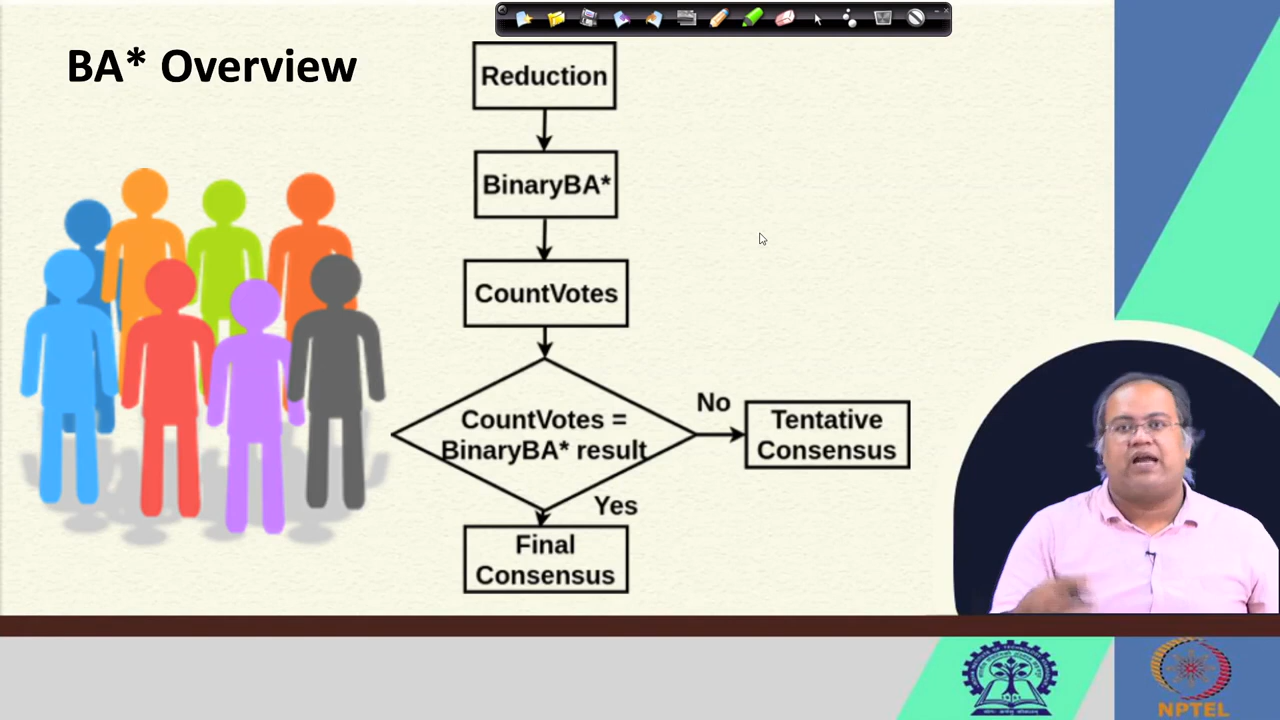 BA* Overview
Reduction
BinaryBA*
CountVotes
CountVotes =
BinaryBA* result
No
Tentative
Consensus
Yes
Final
Consensus
NPTEL